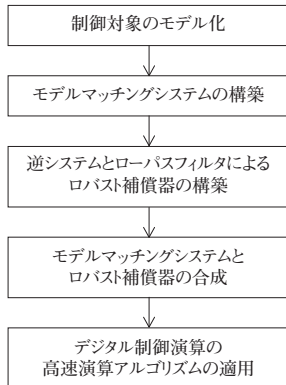 制御対象のモデル化
モデルマッチングシステムの構築
逆システムとローパスフィルタによる
ロバスト補償器の構築
モデルマッチングシステムと
ロバスト補償器の合成
デジタル制御演算の
高速演算アルゴリズムの適用